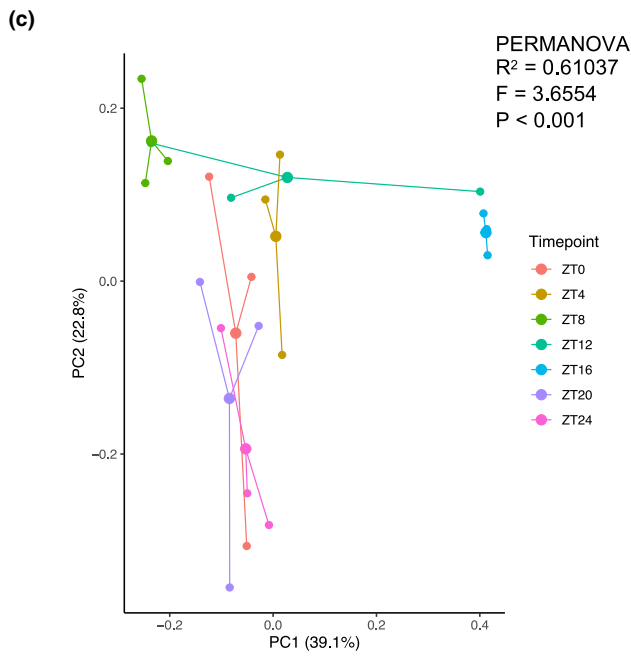 (c)
PERMANOVA
R² = 0.61037
F = 3.6554
P < 0.001
0.2
0.0
−0.2
PC2 (22.8%)
−0.2
0.0
0.2
0.4
PC1 (39.1%)
Timepoint
ZT0
ZT4
ZT8
ZT12
ZT16
ZT20
ZT24